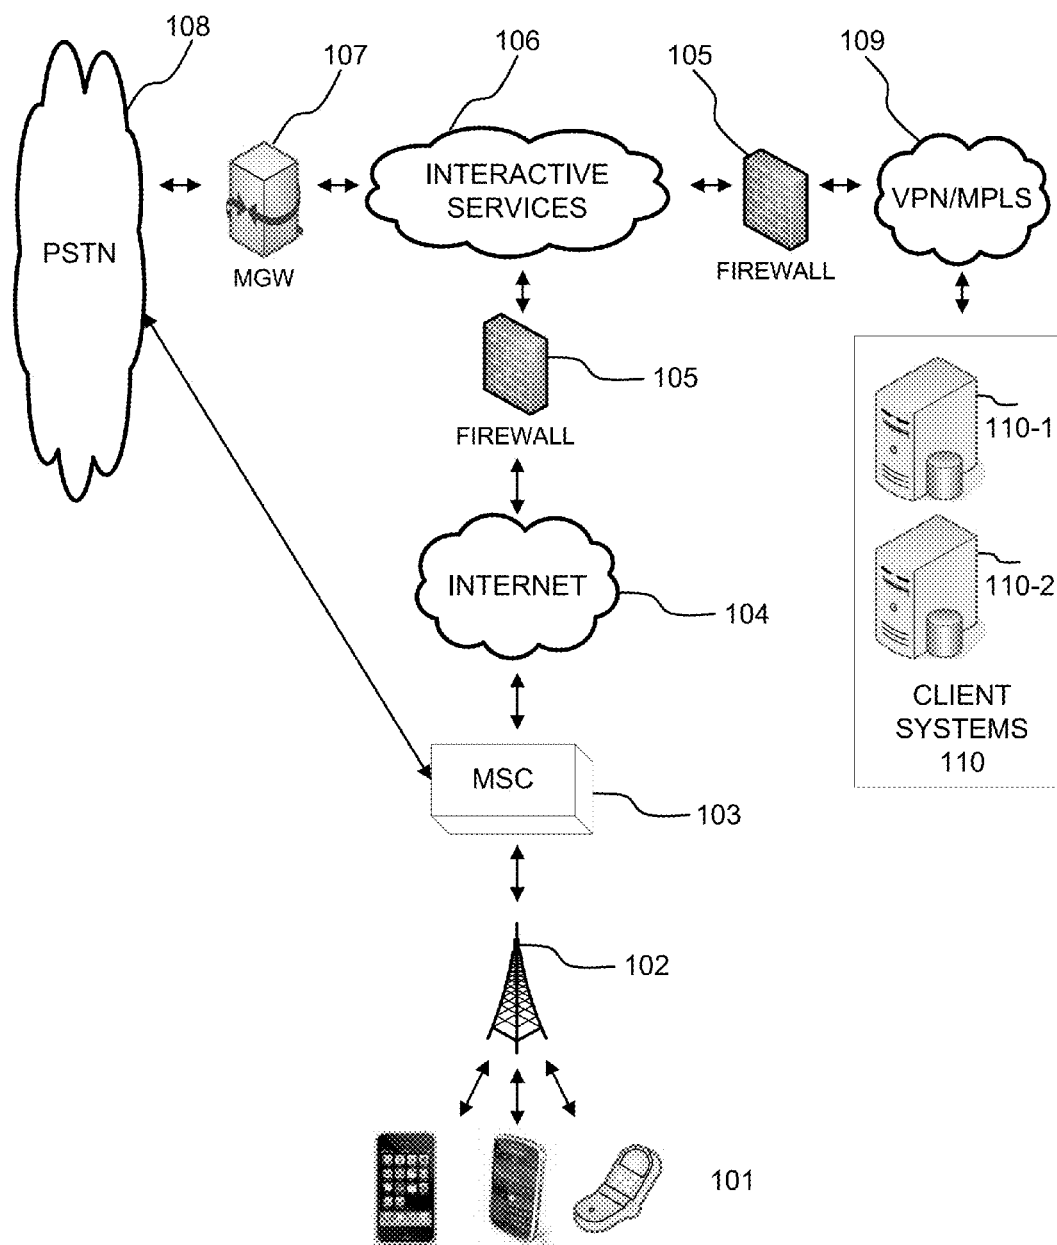 108
107
106
105
109
INTERACTIVE
SERVICES
VPN/MPLS
PSTN
MGW
FIREWALL
105
FIREWALL
110-1
INTERNET
104
110-2
CLIENT
SYSTEMS
110
MSC
103
102
101